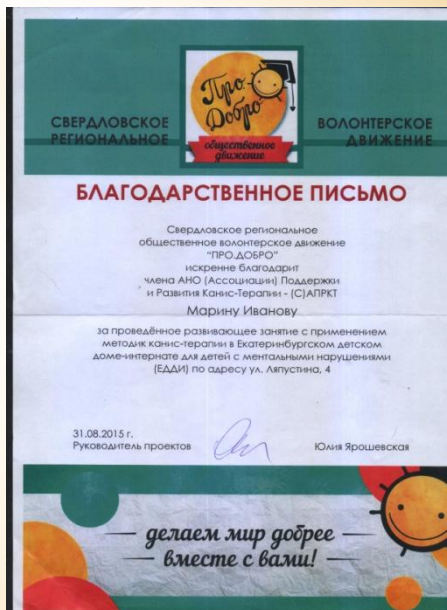 СВЕРДЛОВСКОЕ
РЕГИОНАЛЬНОЕ
Про
Добро
общественное
движение
ВОЛОНТЕРСКОЕ
ДВИЖЕНИЕ
БЛАГОДАРСТВЕННОЕ ПИСЬМО
Свердловское региональное
общественное волонтерское движение
"ПРО.ДОБРО"
искренне благодарит
члена АНО (Ассоциации) Поддержки
и Развития Канис-Терапии - (С)АПРКТ
Марину Иванову
за проведённое развивающее занятие с применением
методик канис-терапии в Екатеринбургском детском
доме-интернате для детей с ментальными нарушениями
(ЕДДИ) по адресу ул. Ляпустина, 4
31.08.2015 г.
Руководитель проектов
Юлия Ярошевская
делаем мир добрее
вместе с вами!